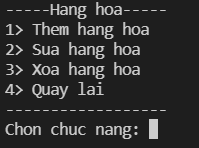 -----Hang hoa-----
1> Them hang hoa
2> Sua hang hoa
3> Xoa hang hoa
4> Quay lai
------------------
Chon chuc nang: